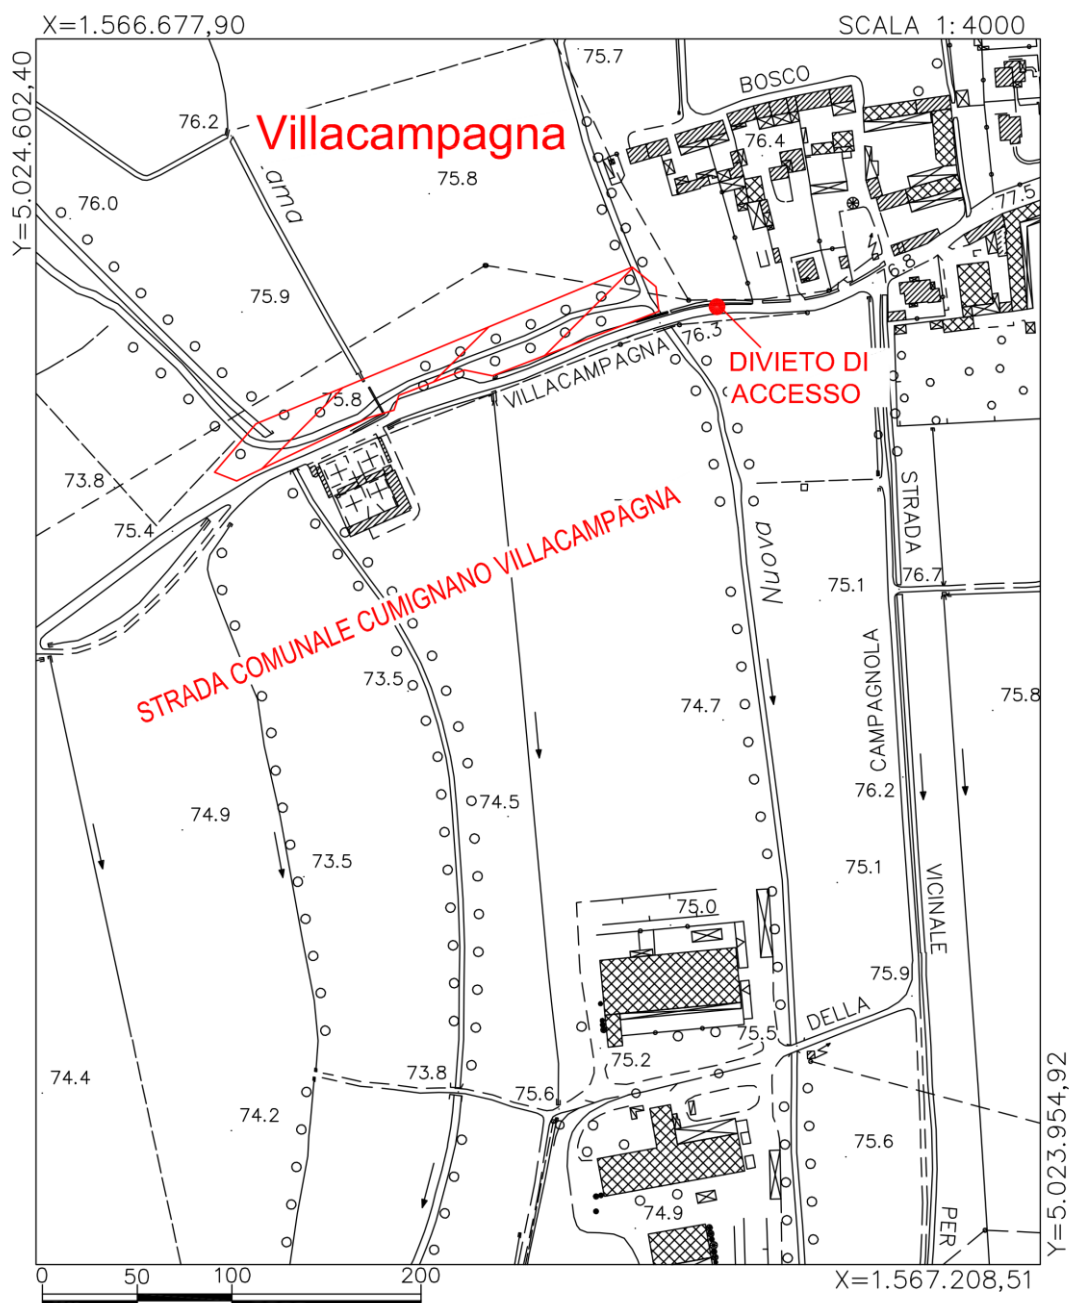 X=1.566.677,90
SCALA 1:4000
Y=5.024.602,40
75.7
BOSCO
76.2
Villacampagna
76.4
ama
75.8
77.5
76.0
76.8
75.9
76.3
DIVIETO DI
ACCESSO
VILLACAMPAGNA
75.8
73.8
75.4
STRADA
STRADA COMUNALE CUMIGNANO VILLACAMPAGNA
Nuova
75.1
76.7
73.5
CAMPAGNOLA
74.7
75.8
74.9
74.5
76.2
73.5
75.1
VICINALE
75.0
75.9
DELLA
75.5
75.2
74.4
73.8
75.6
74.2
75.6
74.9
PER
Y=5.023.954,92
0
50
100
200
X=1.567.208,51